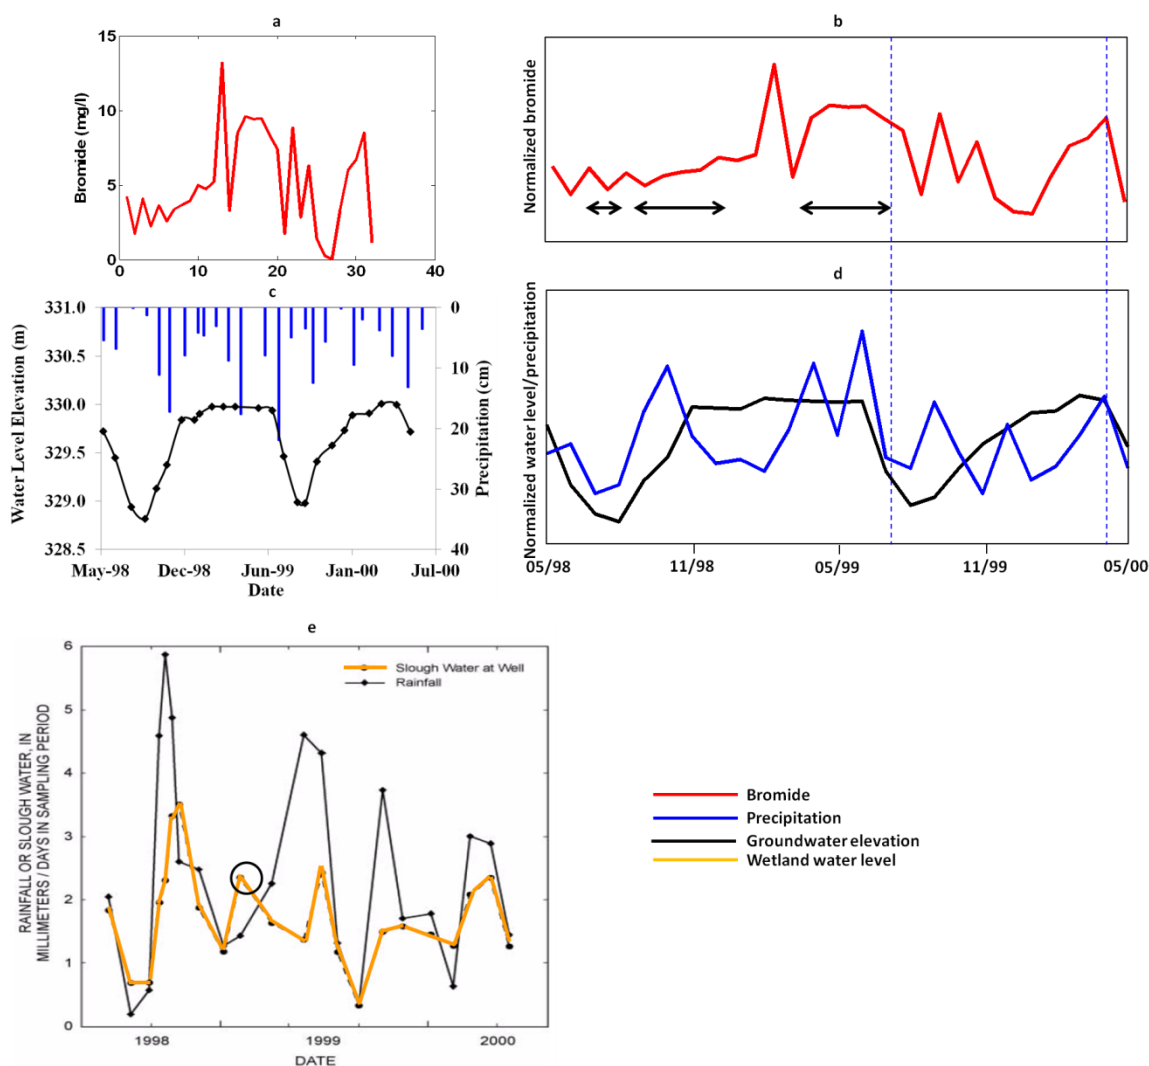 a
15
10
5
0
Bromide (mg/l)
0 10 20 30 40
b
Normalized bromide
c
331.0
330.5
330.0
329.5
329.0
328.5
Water Level Elevation (m)
0
10
20
30
40
Precipitation (cm)
May-98 Dec-98 Jun-99 Jan-00 Jul-00
Date
d
Normalized water level/precipitation
05/98 11/98 05/99 11/99 05/00
e
6
5
4
3
2
1
0
RAINFALL OR SLOUGH WATER, IN
MILLIMETERS / DAYS IN SAMPLING PERIOD
Slough Water at Well
Rainfall
1998 1999 2000
DATE
Bromide
Precipitation
Groundwater elevation
Wetland water level